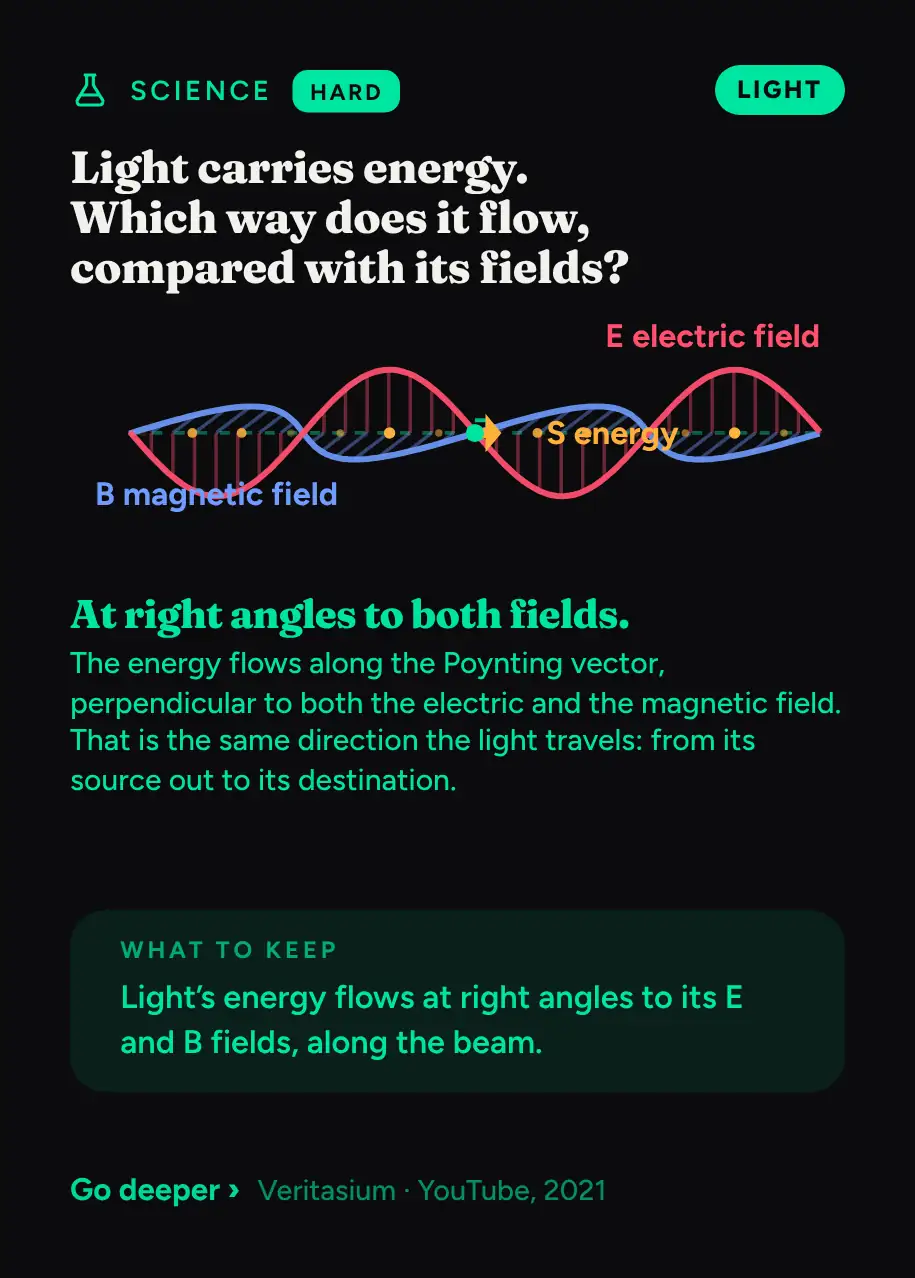 SCIENCE HARD LIGHT
Light carries energy.
Which way does it flow,
compared with its fields?
E electric field
S energy
B magnetic field
At right angles to both fields.
The energy flows along the Poynting vector,
perpendicular to both the electric and the magnetic field.
That is the same direction the light travels: from its
source out to its destination.
WHAT TO KEEP
Light’s energy flows at right angles to its E
and B fields, along the beam.
Go deeper › Veritasium · YouTube, 2021